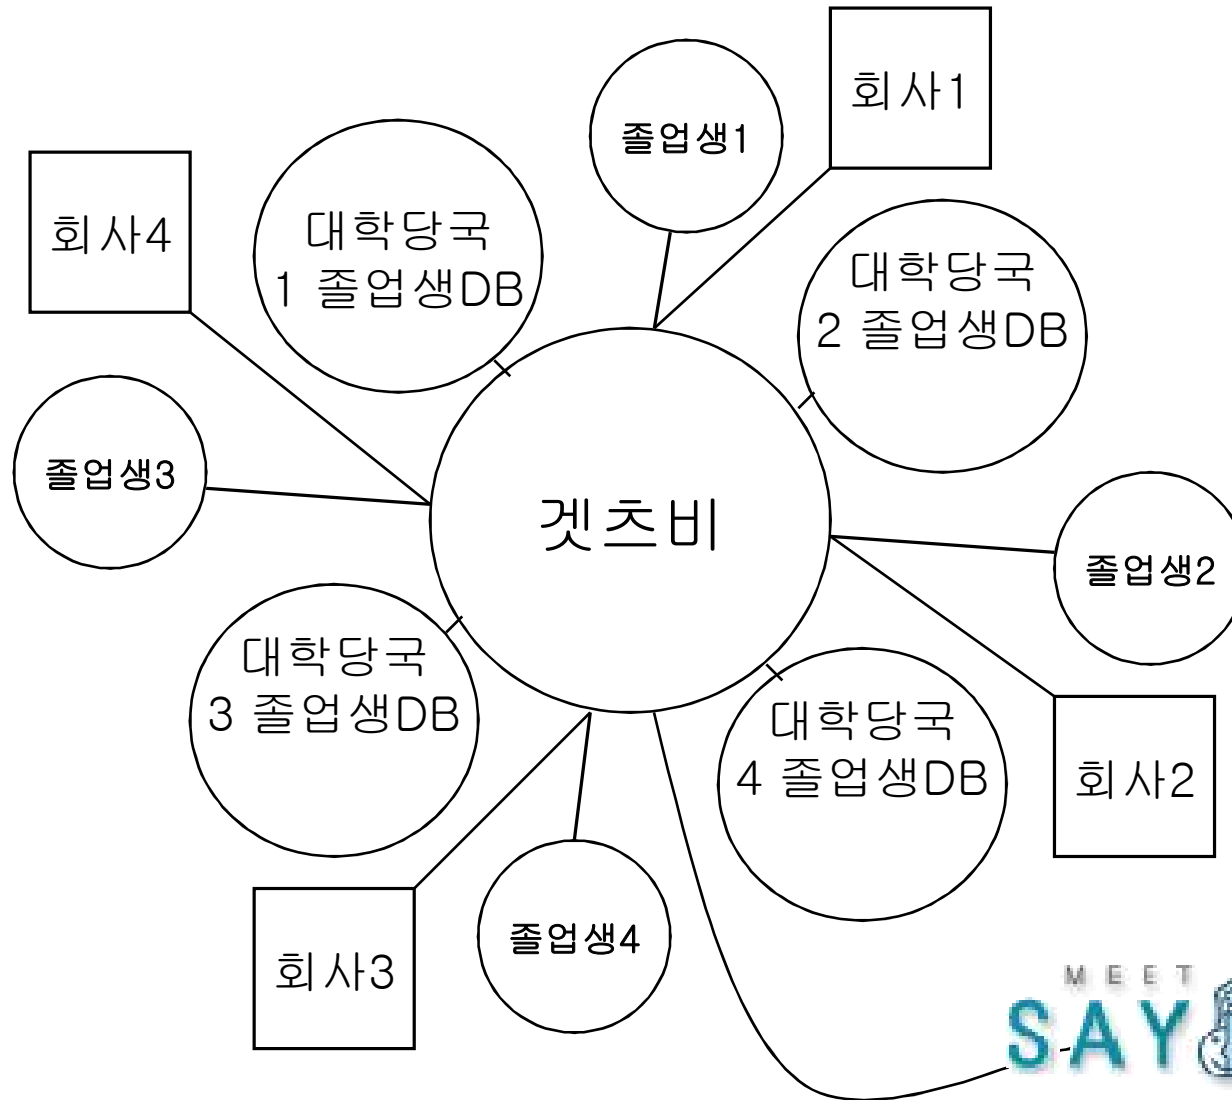 회사1
졸업생1
회사4
대학당국
1 졸업생DB
대학당국
2 졸업생DB
졸업생3
겟츠비
졸업생2
대학당국
3 졸업생DB
대학당국
4 졸업생DB
회사2
회사3
졸업생4
MEET
SAY